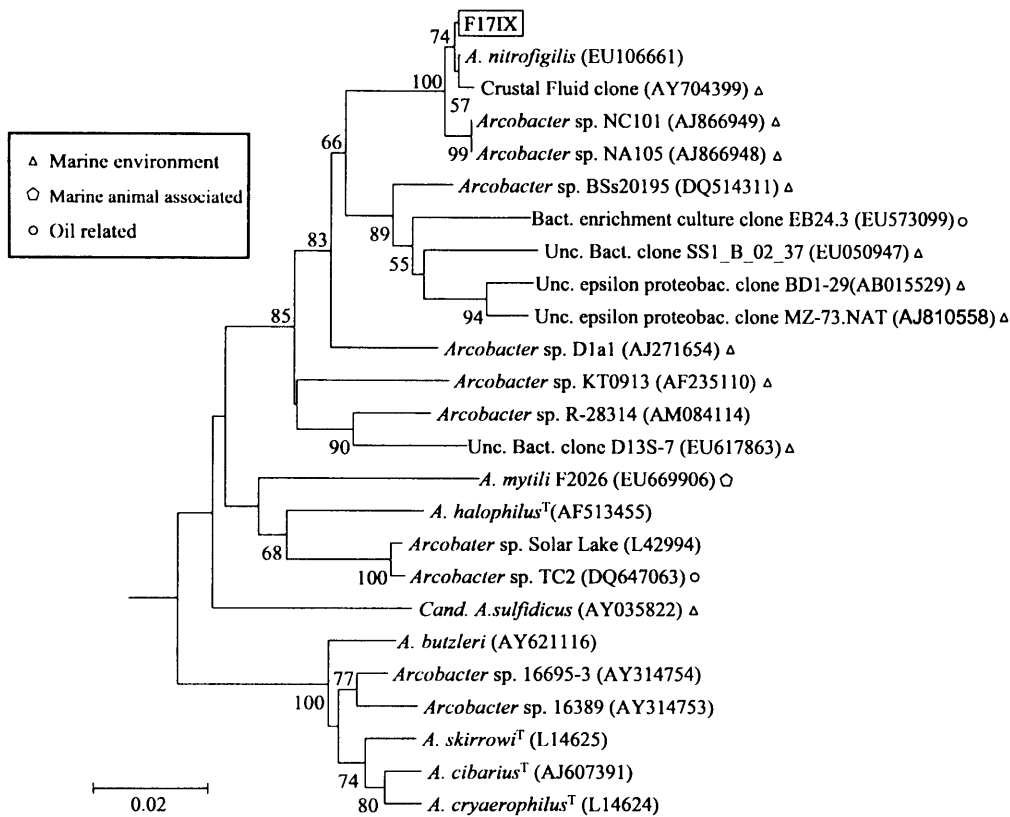 F17IX
74
A. nitrofigilis (EU106661)
100
Crustal Fluid clone (AY704399) △
57
Arcobacter sp. NC101 (AJ866949) △
66
99
Arcobacter sp. NA105 (AJ866948) △
△ Marine environment
⬠ Marine animal associated
○ Oil related
Arcobacter sp. BSs20195 (DQ514311) △
89
Bact. enrichment culture clone EB24.3 (EU573099) ○
83
55
Unc. Bact. clone SS1_B_02_37 (EU050947) △
Unc. epsilon proteobac. clone BD1-29(AB015529) △
85
94
Unc. epsilon proteobac. clone MZ-73.NAT (AJ810558) △
Arcobacter sp. D1a1 (AJ271654) △
Arcobacter sp. KT0913 (AF235110) △
Arcobacter sp. R-28314 (AM084114)
90
Unc. Bact. clone D13S-7 (EU617863) △
A. mytili F2026 (EU669906) ⬠
A. halophilusᵀ(AF513455)
68
Arcobater sp. Solar Lake (L42994)
100
Arcobacter sp. TC2 (DQ647063) ○
Cand. A.sulfidicus (AY035822) △
A. butzleri (AY621116)
77
Arcobacter sp. 16695-3 (AY314754)
100
Arcobacter sp. 16389 (AY314753)
A. skirrowiᵀ (L14625)
74
A. cibariusᵀ (AJ607391)
80
A. cryaerophilusᵀ (L14624)
0.02